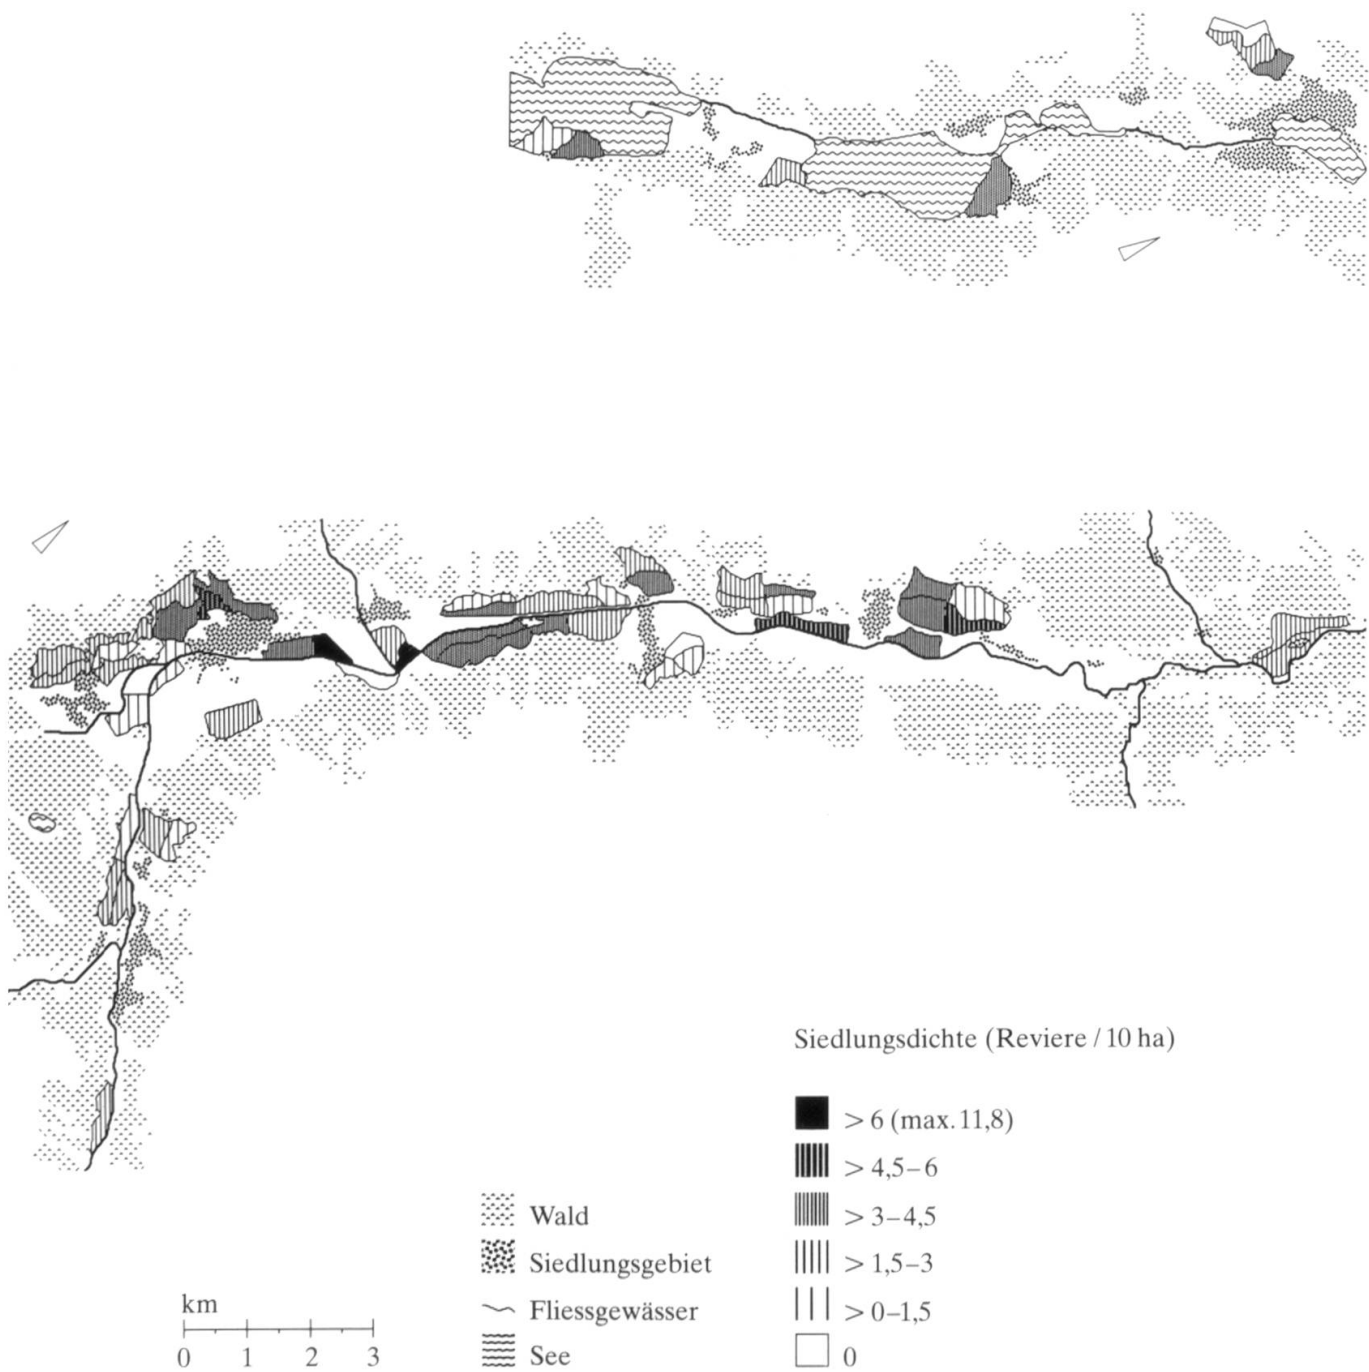 Siedlungsdichte (Reviere / 10 ha)
> 6 (max. 11,8)
> 4,5–6
> 3–4,5
> 1,5–3
> 0–1,5
0
Wald
Siedlungsgebiet
Fliessgewässer
See
km
0 1 2 3